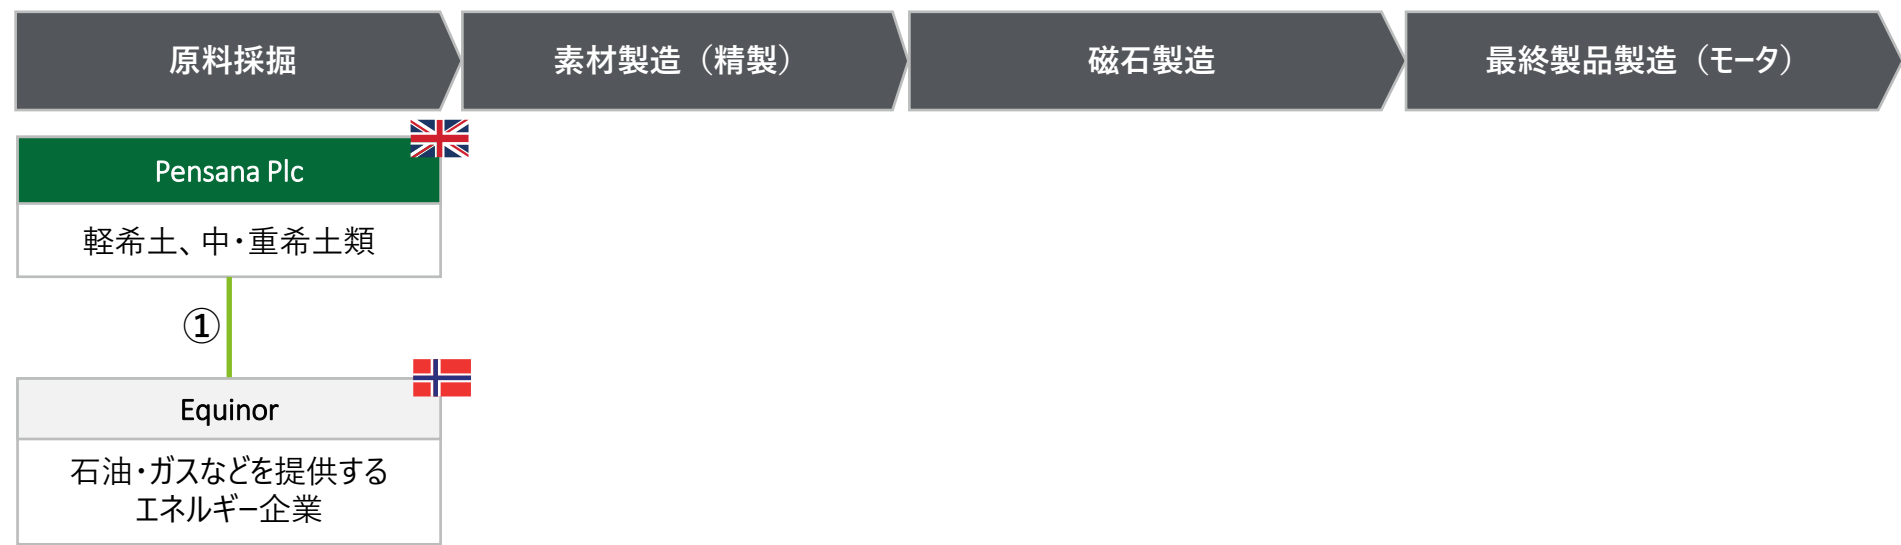 原料採掘
素材製造（精製）
磁石製造
最終製品製造（モータ）
Pensana Plc
軽希土、中・重希土類
①
Equinor
石油・ガスなどを提供する
エネルギー企業